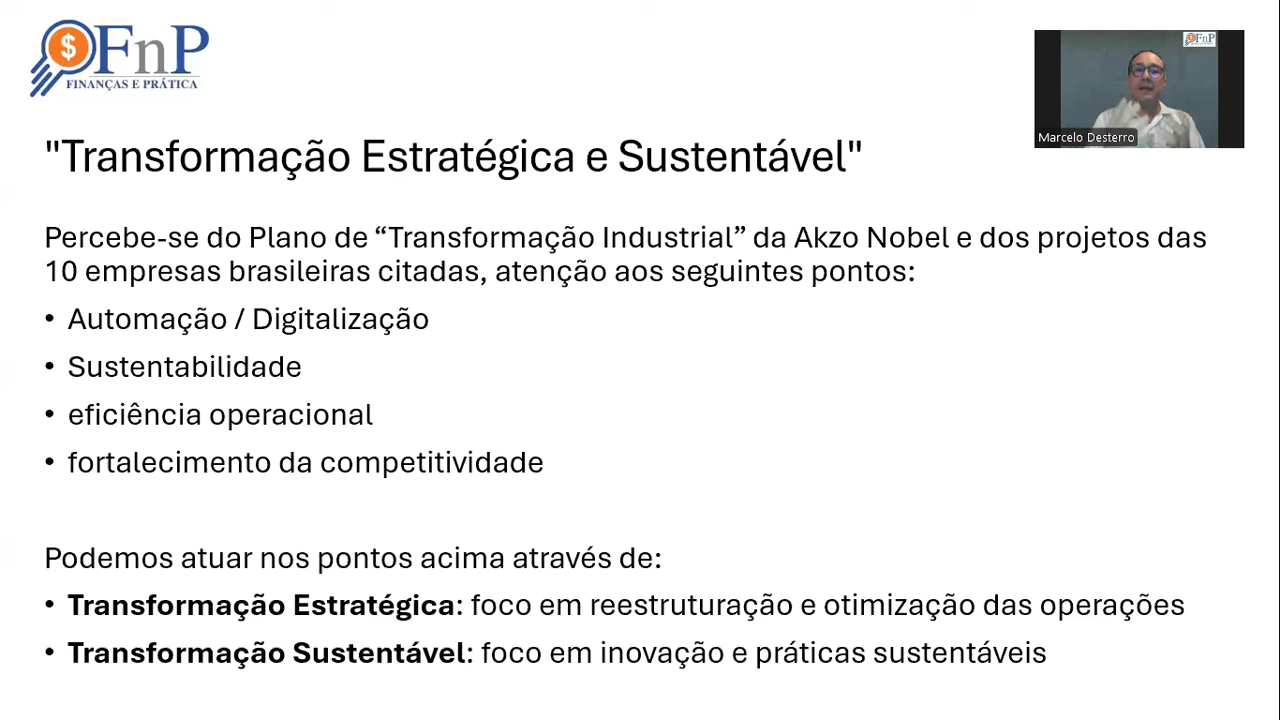 FnP
FINANÇAS E PRÁTICA
Marcelo Desterro
"Transformação Estratégica e Sustentável"
Percebe-se do Plano de “Transformação Industrial” da Akzo Nobel e dos projetos das
10 empresas brasileiras citadas, atenção aos seguintes pontos:
• Automação / Digitalização
• Sustentabilidade
• eficiência operacional
• fortalecimento da competitividade
Podemos atuar nos pontos acima através de:
• Transformação Estratégica: foco em reestruturação e otimização das operações
• Transformação Sustentável: foco em inovação e práticas sustentáveis